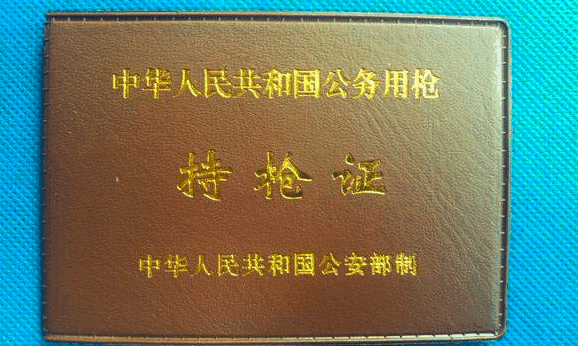 中华人民共和国公务用枪
持枪证
中华人民共和国公安部制